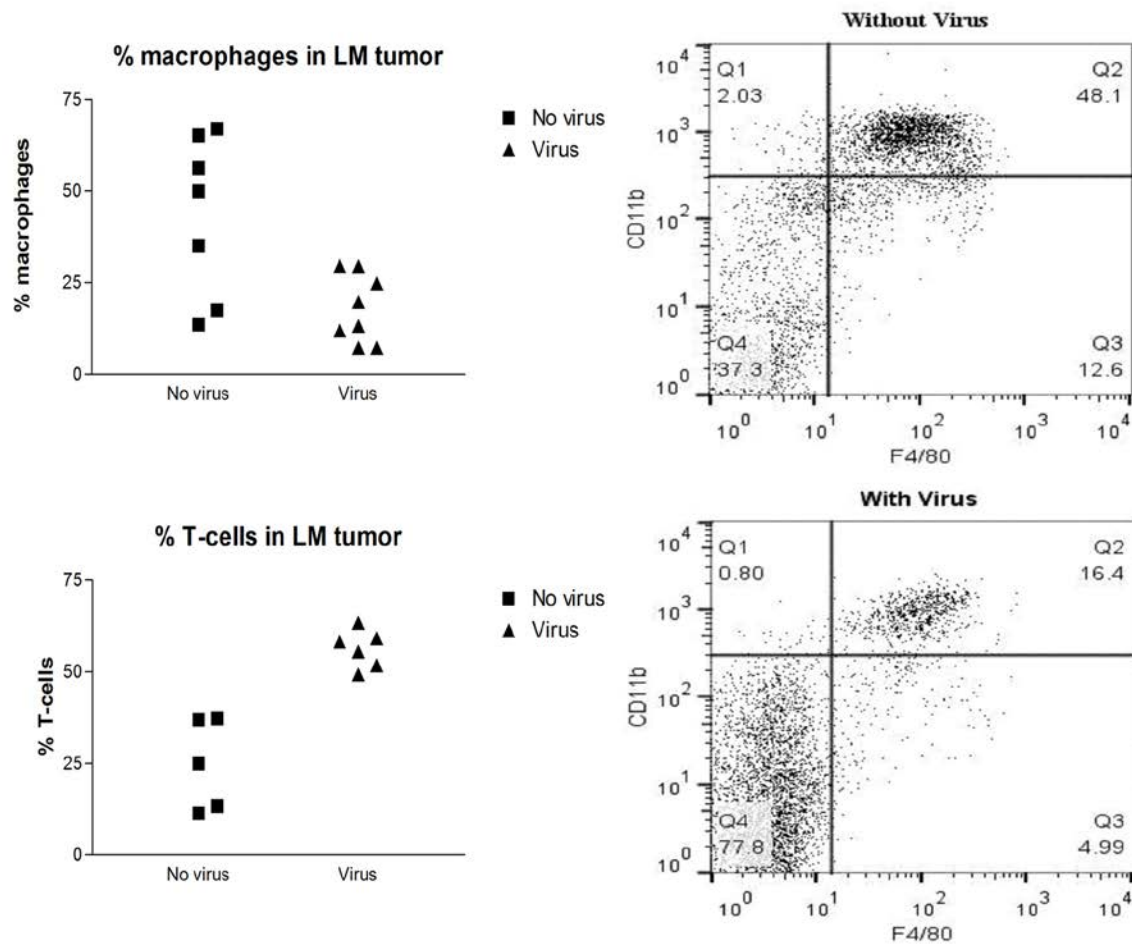 % macrophages in LM tumor
% macrophages
75
50
25
0
No virus
Virus
No virus
Virus
Without Virus
CD11b
10^4
10^3
10^2
10^1
10^0
Q1
2.03
Q2
48.1
Q4
37.3
Q3
12.6
10^0
10^1
10^2
10^3
10^4
F4/80
% T-cells in LM tumor
% T-cells
75
50
25
0
No virus
Virus
No virus
Virus
With Virus
CD11b
10^4
10^3
10^2
10^1
10^0
Q1
0.80
Q2
16.4
Q4
77.8
Q3
4.99
10^0
10^1
10^2
10^3
10^4
F4/80